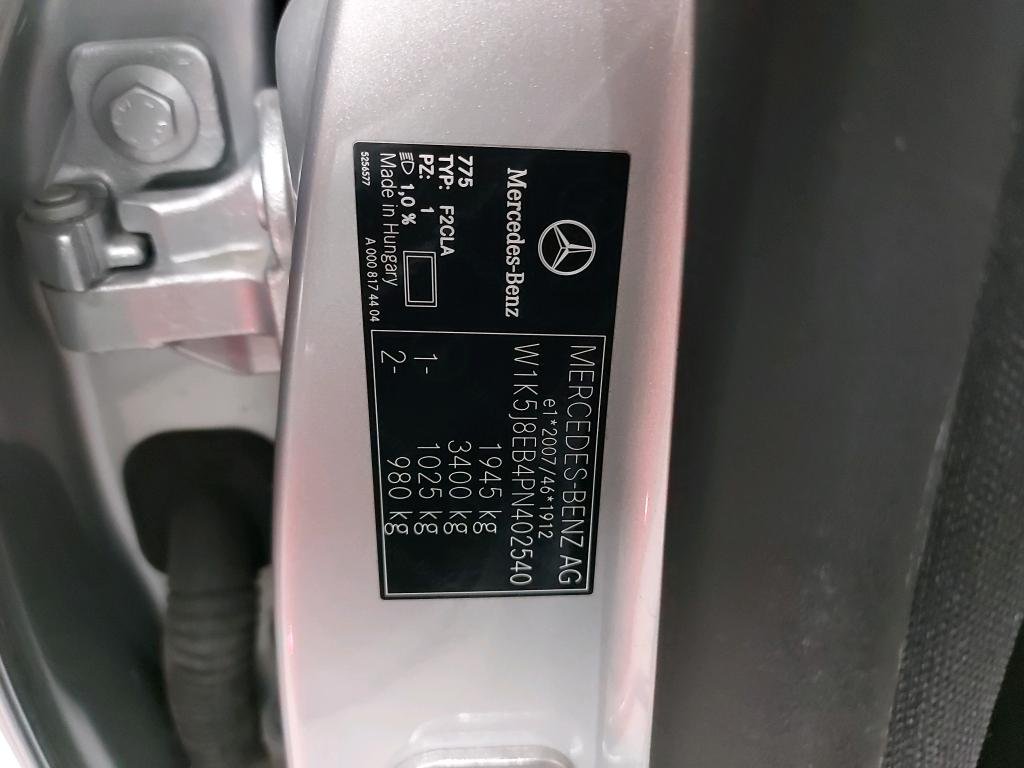 Mercedes-Benz
775
TYP: F2CLA
PZ: 1
1,0 %
Made in Hungary
A 000 817 44 04
5256577
MERCEDES-BENZ AG
e1*2007/46*1912
W1K5J8EB4PN402540
1945 kg
3400 kg
1- 1025 kg
2- 980 kg